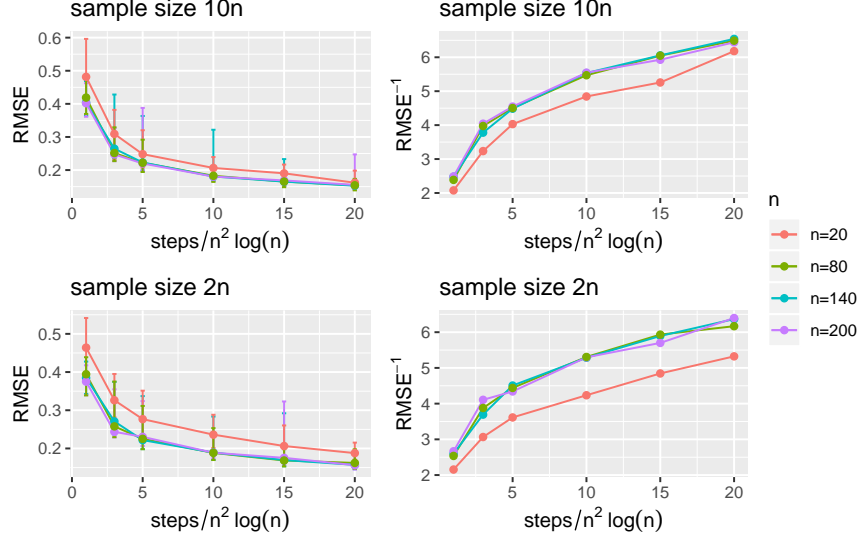 sample size 10n
sample size 10n
0.6
0.5
0.4
0.3
0.2
RMSE
0
5
10
15
20
steps/n² log(n)
6
5
4
3
2
RMSE⁻¹
5
10
15
20
steps/n² log(n)
n
n=20
n=80
n=140
n=200
sample size 2n
sample size 2n
0.5
0.4
0.3
0.2
RMSE
0
5
10
15
20
steps/n² log(n)
6
5
4
3
2
RMSE⁻¹
5
10
15
20
steps/n² log(n)